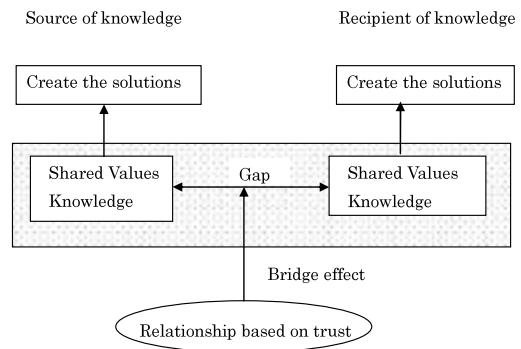 Source of knowledge
Recipient of knowledge
Create the solutions
Create the solutions
Shared Values
Knowledge
Gap
Shared Values
Knowledge
Bridge effect
Relationship based on trust